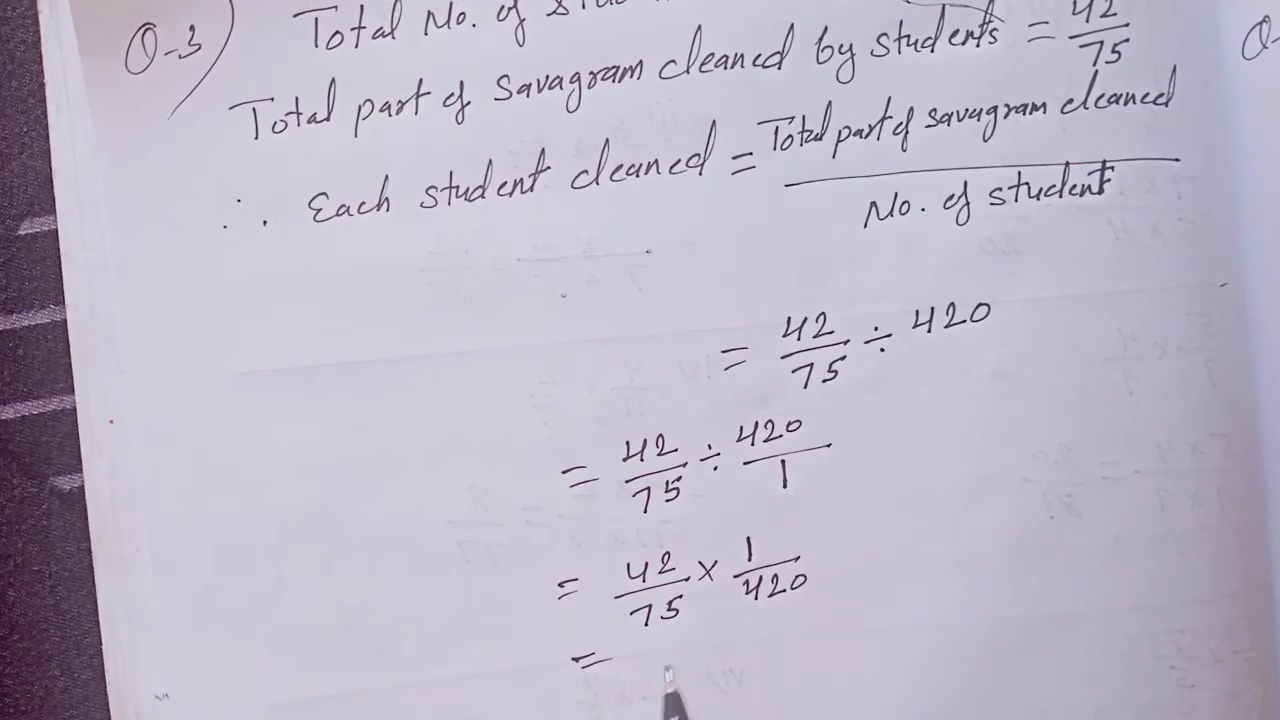 Q-3) Total No. of
Total part of Savagram cleaned by students = 42/75
∴ Each student cleaned = Total part of savagram cleaned / No. of student
= 42/75 ÷ 420
= 42/75 ÷ 420/1
= 42/75 × 1/420
=